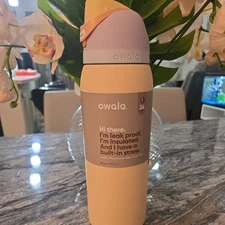 owala
owala
Hi there.
I'm leak proof.
I'm insulated.
And I have a
built-in straw.